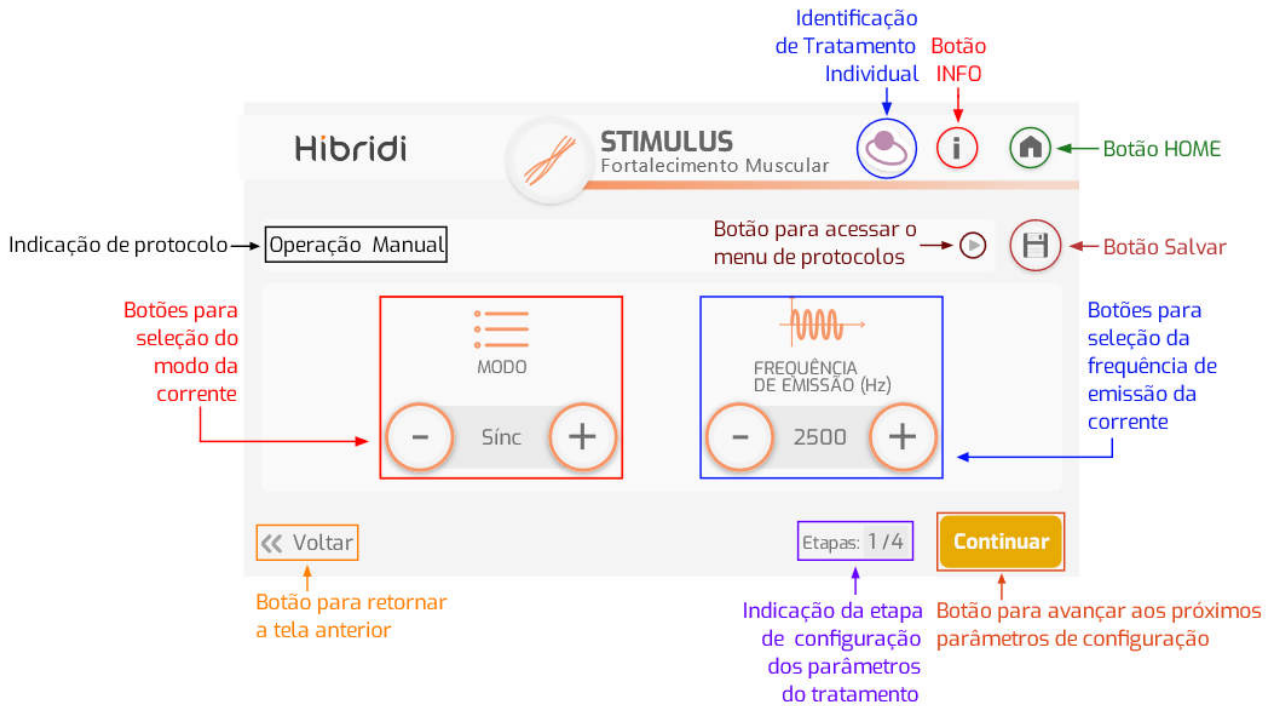 Identificação
de Tratamento
Individual
Botão
INFO
Hibridi
STIMULUS
Fortalecimento Muscular
i
Botão HOME
Indicação de protocolo
Operação Manual
Botão para acessar o
menu de protocolos
Botão Salvar
Botões para
seleção do
modo da
corrente
MODO
- Sínc +
FREQUÊNCIA
DE EMISSÃO (Hz)
- 2500 +
Botões para
seleção da
frequência de
emissão da
corrente
Voltar
Etapas: 1/4
Continuar
Botão para retornar
a tela anterior
Indicação da etapa
de configuração
dos parâmetros
do tratamento
Botão para avançar aos próximos
parâmetros de configuração